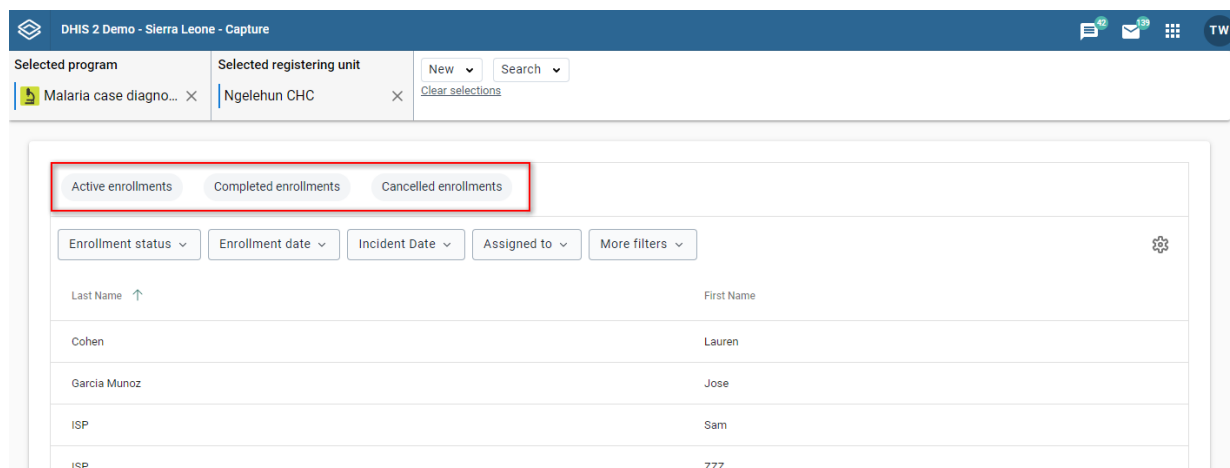 DHIS 2 Demo - Sierra Leone - Capture
42
139
TW
Selected program
Selected registering unit
New
Search
Malaria case diagno...
Ngelehun CHC
Clear selections
Active enrollments
Completed enrollments
Cancelled enrollments
Enrollment status
Enrollment date
Incident Date
Assigned to
More filters
Last Name
First Name
Cohen
Lauren
Garcia Munoz
Jose
ISP
Sam
ISP
ZZZ